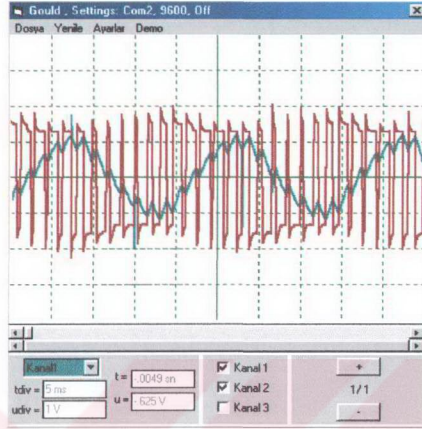 Gould , Settings: Com2, 9600, Off
Dosya Yenile Ayarlar Demo
Kanal1
tdiv = 5 ms
udiv = 1 V
t = -.0049 sn
u = -.625 V
Kanal 1
Kanal 2
Kanal 3
+
1/1
-